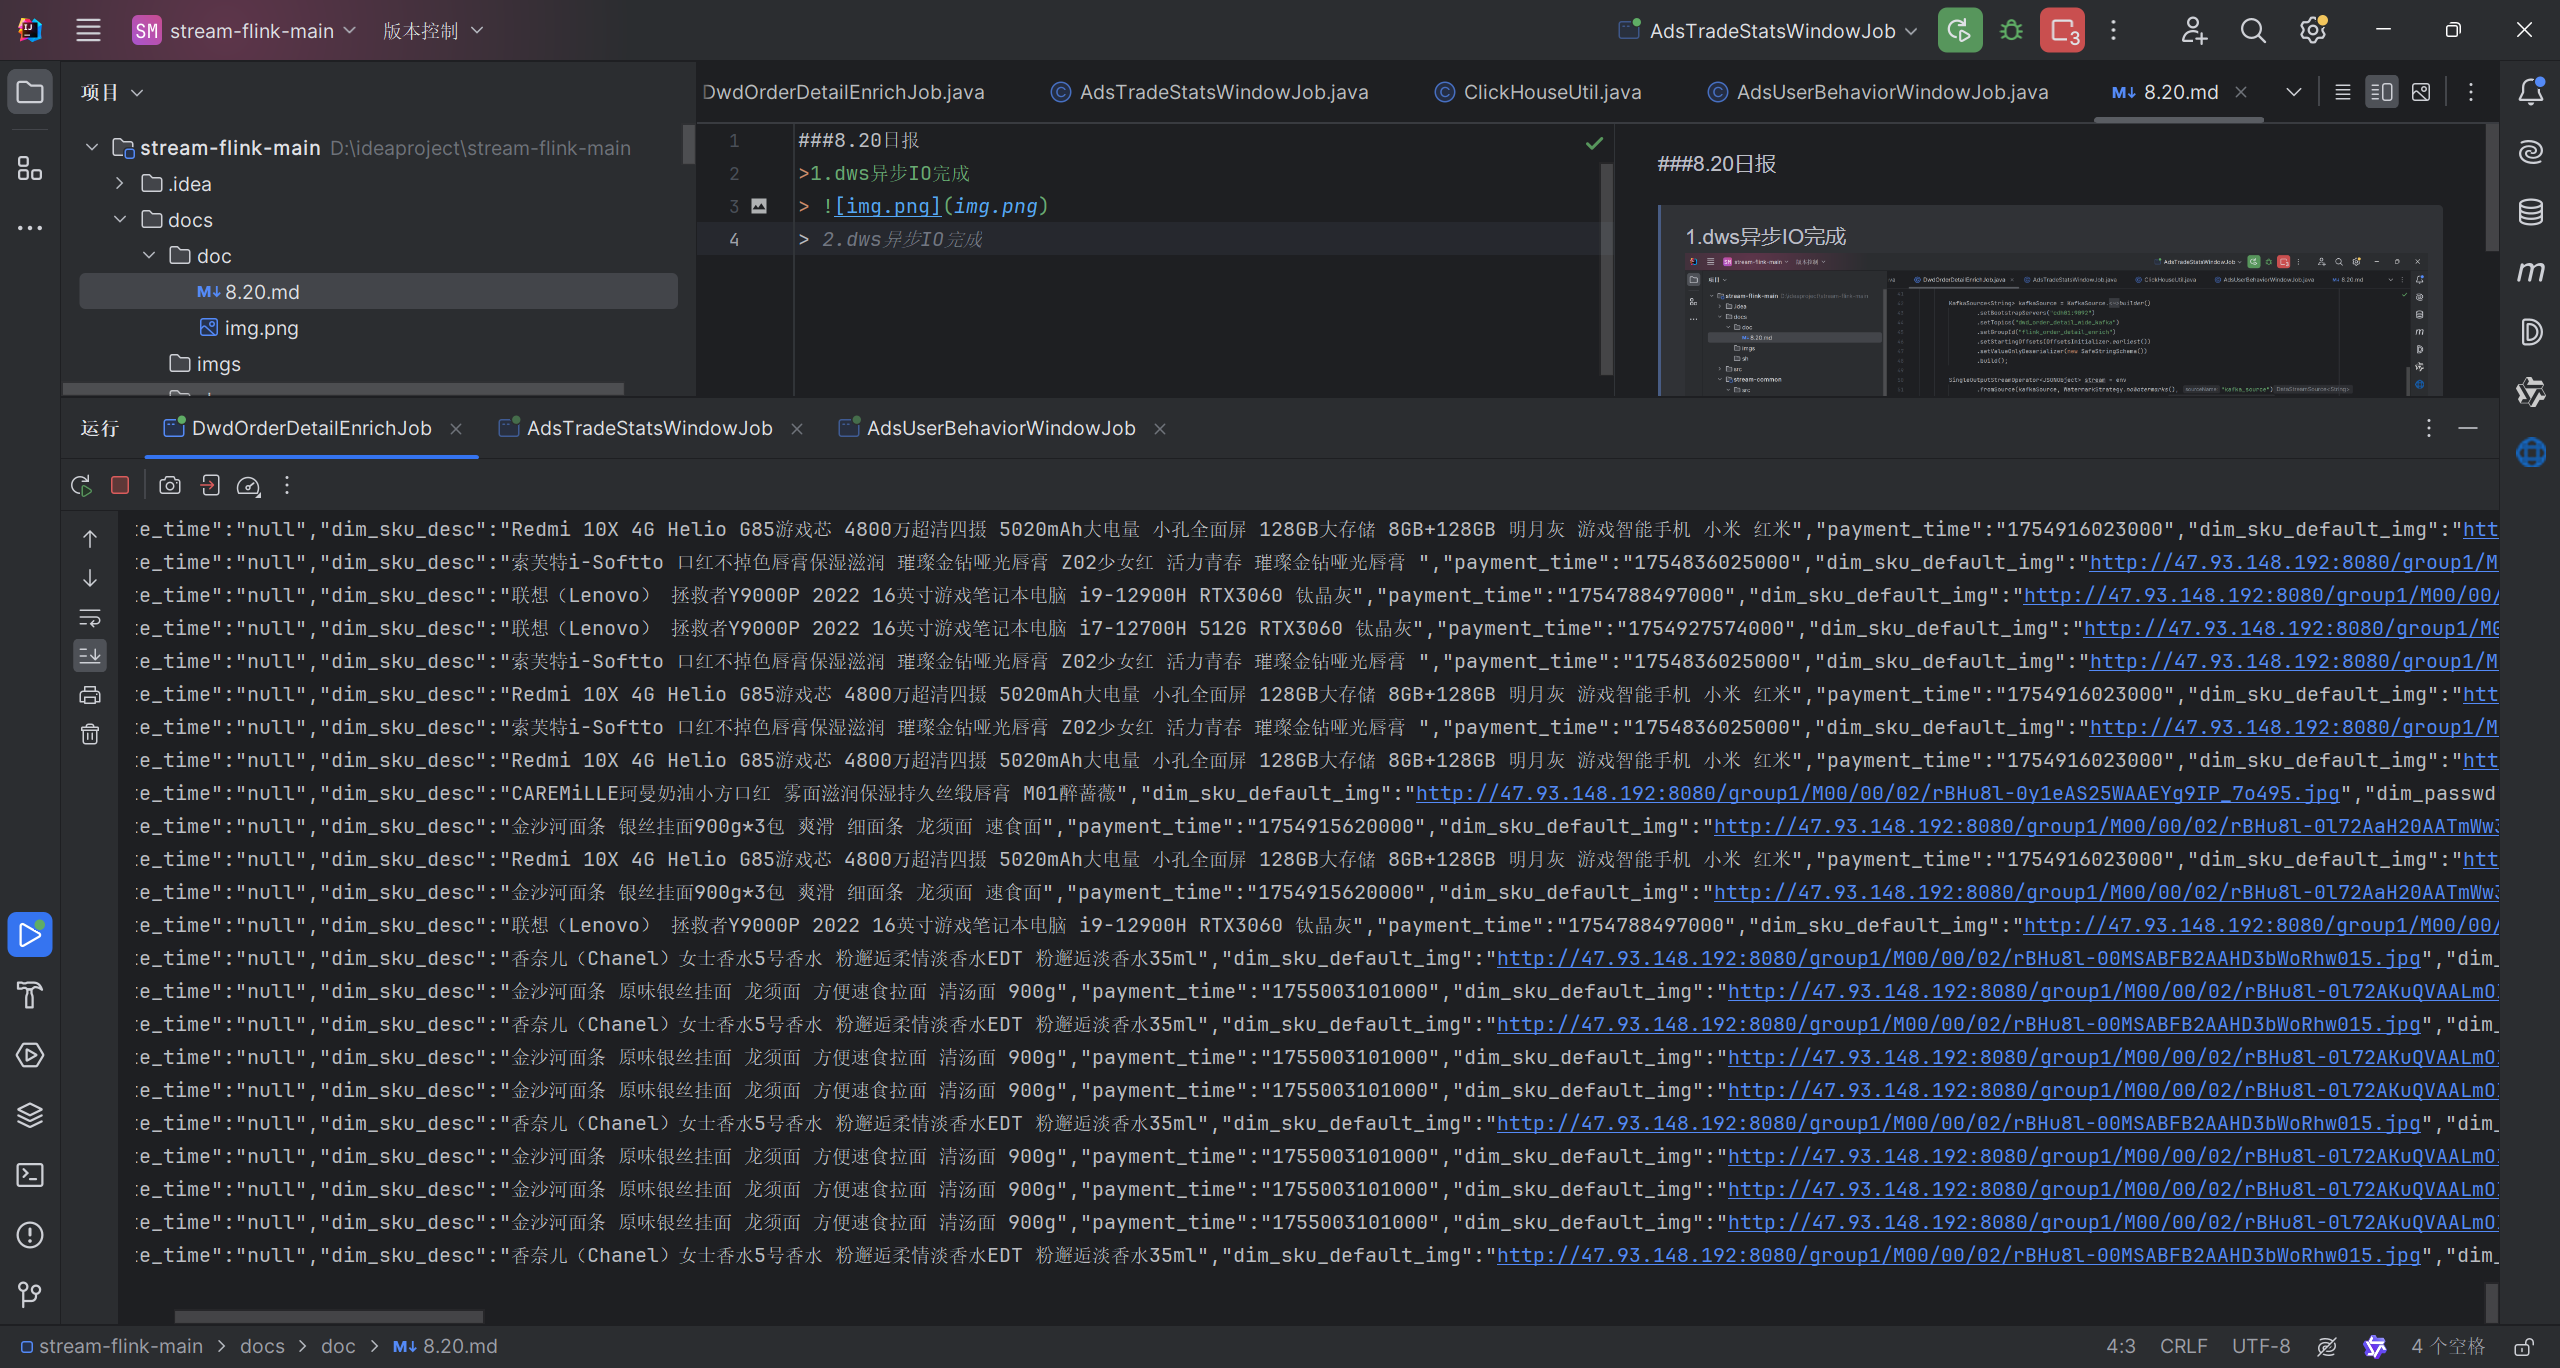 SM stream-flink-main 版本控制 AdsTradeStatsWindowJob 3
项目
DwdOrderDetailEnrichJob.java AdsTradeStatsWindowJob.java ClickHouseUtil.java AdsUserBehaviorWindowJob.java M↓ 8.20.md
stream-flink-main D:\ideaproject\stream-flink-main
.idea
docs
doc
M↓ 8.20.md
img.png
imgs
1 ###8.20日报
2 >1.dws异步IO完成
3 > ![img.png](img.png)
4 > 2.dws异步IO完成
###8.20日报
1.dws异步IO完成
运行 DwdOrderDetailEnrichJob AdsTradeStatsWindowJob AdsUserBehaviorWindowJob
:e_time":"null","dim_sku_desc":"Redmi 10X 4G Helio G85游戏芯 4800万超清四摄 5020mAh大电量 小孔全面屏 128GB大存储 8GB+128GB 明月灰 游戏智能手机 小米 红米","payment_time":"1754916023000","dim_sku_default_img":"htt
:e_time":"null","dim_sku_desc":"索芙特i-Softto 口红不掉色唇膏保湿滋润 璀璨金钻哑光唇膏 Z02少女红 活力青春 璀璨金钻哑光唇膏 ","payment_time":"1754836025000","dim_sku_default_img":"http://47.93.148.192:8080/group1/M
:e_time":"null","dim_sku_desc":"联想（Lenovo） 拯救者Y9000P 2022 16英寸游戏笔记本电脑 i9-12900H RTX3060 钛晶灰","payment_time":"1754788497000","dim_sku_default_img":"http://47.93.148.192:8080/group1/M00/00/
:e_time":"null","dim_sku_desc":"联想（Lenovo） 拯救者Y9000P 2022 16英寸游戏笔记本电脑 i7-12700H 512G RTX3060 钛晶灰","payment_time":"1754927574000","dim_sku_default_img":"http://47.93.148.192:8080/group1/M0
:e_time":"null","dim_sku_desc":"索芙特i-Softto 口红不掉色唇膏保湿滋润 璀璨金钻哑光唇膏 Z02少女红 活力青春 璀璨金钻哑光唇膏 ","payment_time":"1754836025000","dim_sku_default_img":"http://47.93.148.192:8080/group1/M
:e_time":"null","dim_sku_desc":"Redmi 10X 4G Helio G85游戏芯 4800万超清四摄 5020mAh大电量 小孔全面屏 128GB大存储 8GB+128GB 明月灰 游戏智能手机 小米 红米","payment_time":"1754916023000","dim_sku_default_img":"htt
:e_time":"null","dim_sku_desc":"索芙特i-Softto 口红不掉色唇膏保湿滋润 璀璨金钻哑光唇膏 Z02少女红 活力青春 璀璨金钻哑光唇膏 ","payment_time":"1754836025000","dim_sku_default_img":"http://47.93.148.192:8080/group1/M
:e_time":"null","dim_sku_desc":"Redmi 10X 4G Helio G85游戏芯 4800万超清四摄 5020mAh大电量 小孔全面屏 128GB大存储 8GB+128GB 明月灰 游戏智能手机 小米 红米","payment_time":"1754916023000","dim_sku_default_img":"htt
:e_time":"null","dim_sku_desc":"CAREMiLLE珂曼奶油小方口红 雾面滋润保湿持久丝缎唇膏 M01醉蔷薇","dim_sku_default_img":"http://47.93.148.192:8080/group1/M00/00/02/rBHu8l-0y1eAS25WAAEYg9IP_7o495.jpg","dim_passwd
:e_time":"null","dim_sku_desc":"金沙河面条 银丝挂面900g*3包 爽滑 细面条 龙须面 速食面","payment_time":"1754915620000","dim_sku_default_img":"http://47.93.148.192:8080/group1/M00/00/02/rBHu8l-0l72AaH20AATmWw
:e_time":"null","dim_sku_desc":"Redmi 10X 4G Helio G85游戏芯 4800万超清四摄 5020mAh大电量 小孔全面屏 128GB大存储 8GB+128GB 明月灰 游戏智能手机 小米 红米","payment_time":"1754916023000","dim_sku_default_img":"htt
:e_time":"null","dim_sku_desc":"金沙河面条 银丝挂面900g*3包 爽滑 细面条 龙须面 速食面","payment_time":"1754915620000","dim_sku_default_img":"http://47.93.148.192:8080/group1/M00/00/02/rBHu8l-0l72AaH20AATmWw
:e_time":"null","dim_sku_desc":"联想（Lenovo） 拯救者Y9000P 2022 16英寸游戏笔记本电脑 i9-12900H RTX3060 钛晶灰","payment_time":"1754788497000","dim_sku_default_img":"http://47.93.148.192:8080/group1/M00/00/
:e_time":"null","dim_sku_desc":"香奈儿（Chanel）女士香水5号香水 粉邂逅柔情淡香水EDT 粉邂逅淡香水35ml","dim_sku_default_img":"http://47.93.148.192:8080/group1/M00/00/02/rBHu8l-00MSABFB2AAHD3bWoRhw015.jpg","dim_
:e_time":"null","dim_sku_desc":"金沙河面条 原味银丝挂面 龙须面 方便速食拉面 清汤面 900g","payment_time":"1755003101000","dim_sku_default_img":"http://47.93.148.192:8080/group1/M00/00/02/rBHu8l-0l72AKuQVAALmO
:e_time":"null","dim_sku_desc":"香奈儿（Chanel）女士香水5号香水 粉邂逅柔情淡香水EDT 粉邂逅淡香水35ml","dim_sku_default_img":"http://47.93.148.192:8080/group1/M00/00/02/rBHu8l-00MSABFB2AAHD3bWoRhw015.jpg","dim_
:e_time":"null","dim_sku_desc":"金沙河面条 原味银丝挂面 龙须面 方便速食拉面 清汤面 900g","payment_time":"1755003101000","dim_sku_default_img":"http://47.93.148.192:8080/group1/M00/00/02/rBHu8l-0l72AKuQVAALmO
:e_time":"null","dim_sku_desc":"金沙河面条 原味银丝挂面 龙须面 方便速食拉面 清汤面 900g","payment_time":"1755003101000","dim_sku_default_img":"http://47.93.148.192:8080/group1/M00/00/02/rBHu8l-0l72AKuQVAALmO
:e_time":"null","dim_sku_desc":"香奈儿（Chanel）女士香水5号香水 粉邂逅柔情淡香水EDT 粉邂逅淡香水35ml","dim_sku_default_img":"http://47.93.148.192:8080/group1/M00/00/02/rBHu8l-00MSABFB2AAHD3bWoRhw015.jpg","dim_
:e_time":"null","dim_sku_desc":"金沙河面条 原味银丝挂面 龙须面 方便速食拉面 清汤面 900g","payment_time":"1755003101000","dim_sku_default_img":"http://47.93.148.192:8080/group1/M00/00/02/rBHu8l-0l72AKuQVAALmO
:e_time":"null","dim_sku_desc":"金沙河面条 原味银丝挂面 龙须面 方便速食拉面 清汤面 900g","payment_time":"1755003101000","dim_sku_default_img":"http://47.93.148.192:8080/group1/M00/00/02/rBHu8l-0l72AKuQVAALmO
:e_time":"null","dim_sku_desc":"金沙河面条 原味银丝挂面 龙须面 方便速食拉面 清汤面 900g","payment_time":"1755003101000","dim_sku_default_img":"http://47.93.148.192:8080/group1/M00/00/02/rBHu8l-0l72AKuQVAALmO
:e_time":"null","dim_sku_desc":"香奈儿（Chanel）女士香水5号香水 粉邂逅柔情淡香水EDT 粉邂逅淡香水35ml","dim_sku_default_img":"http://47.93.148.192:8080/group1/M00/00/02/rBHu8l-00MSABFB2AAHD3bWoRhw015.jpg","dim_
stream-flink-main > docs > doc > M↓ 8.20.md 4:3 CRLF UTF-8 4 个空格